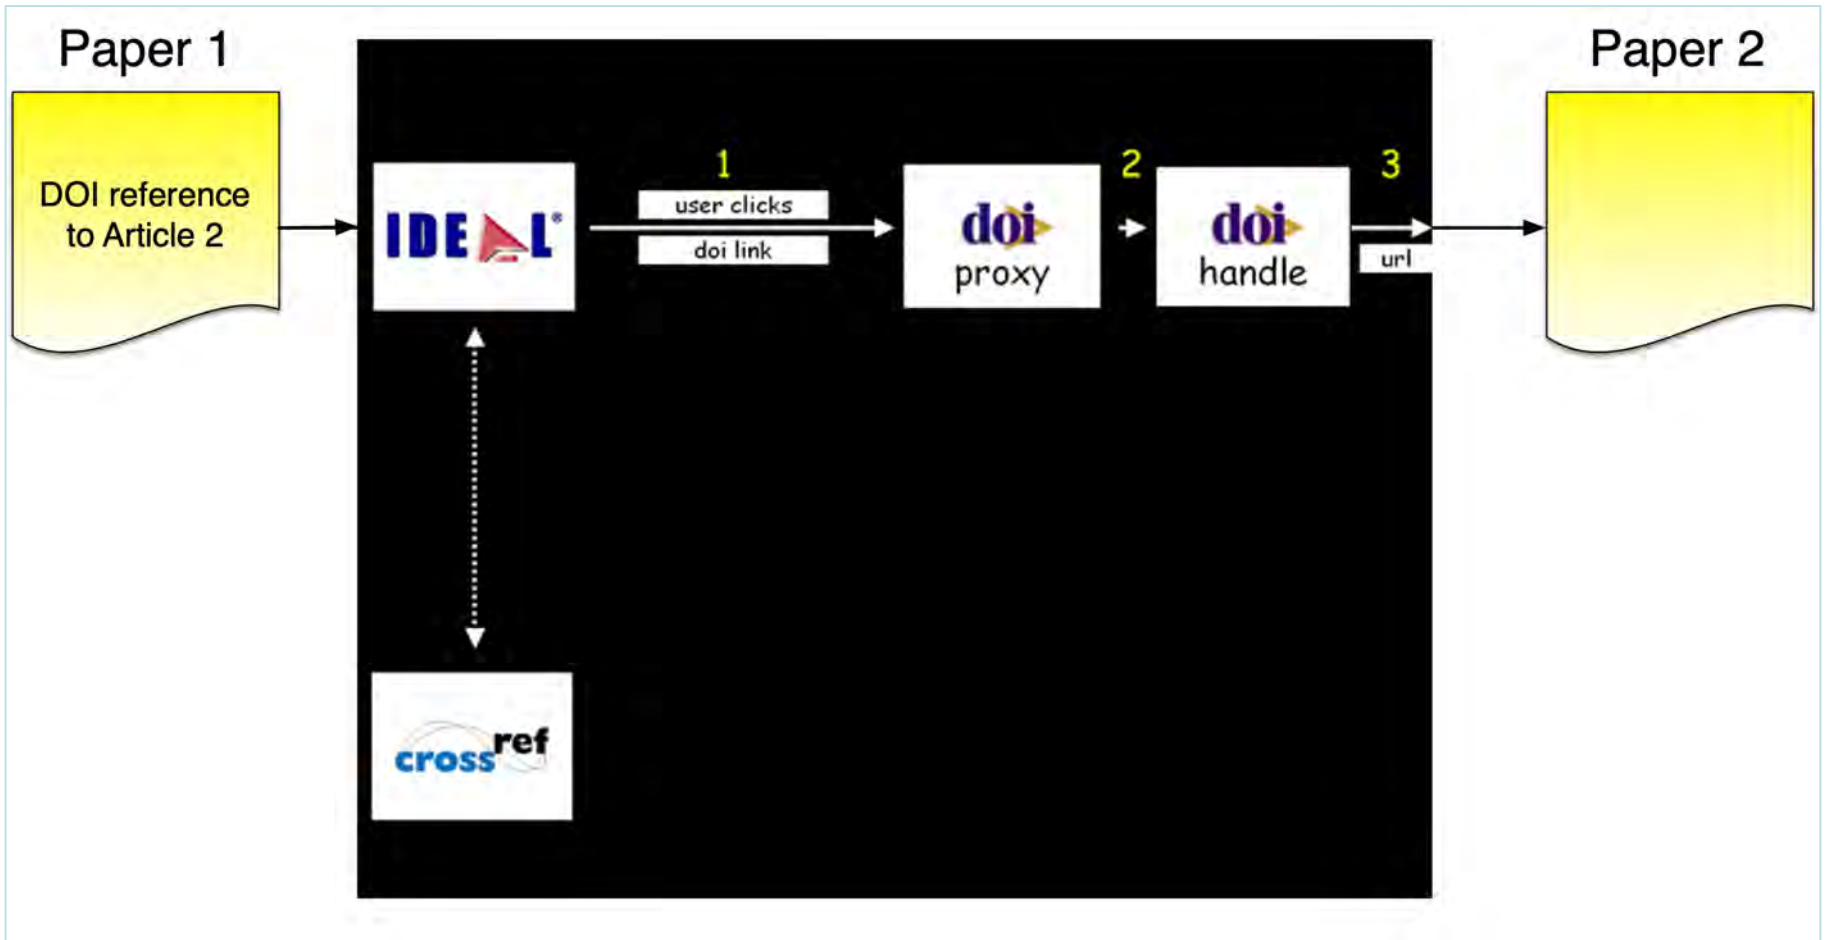 Paper 1
Paper 2
DOI reference
to Article 2
IDEAL®
1
user clicks
doi link
doi
proxy
2
doi
handle
3
url
crossref